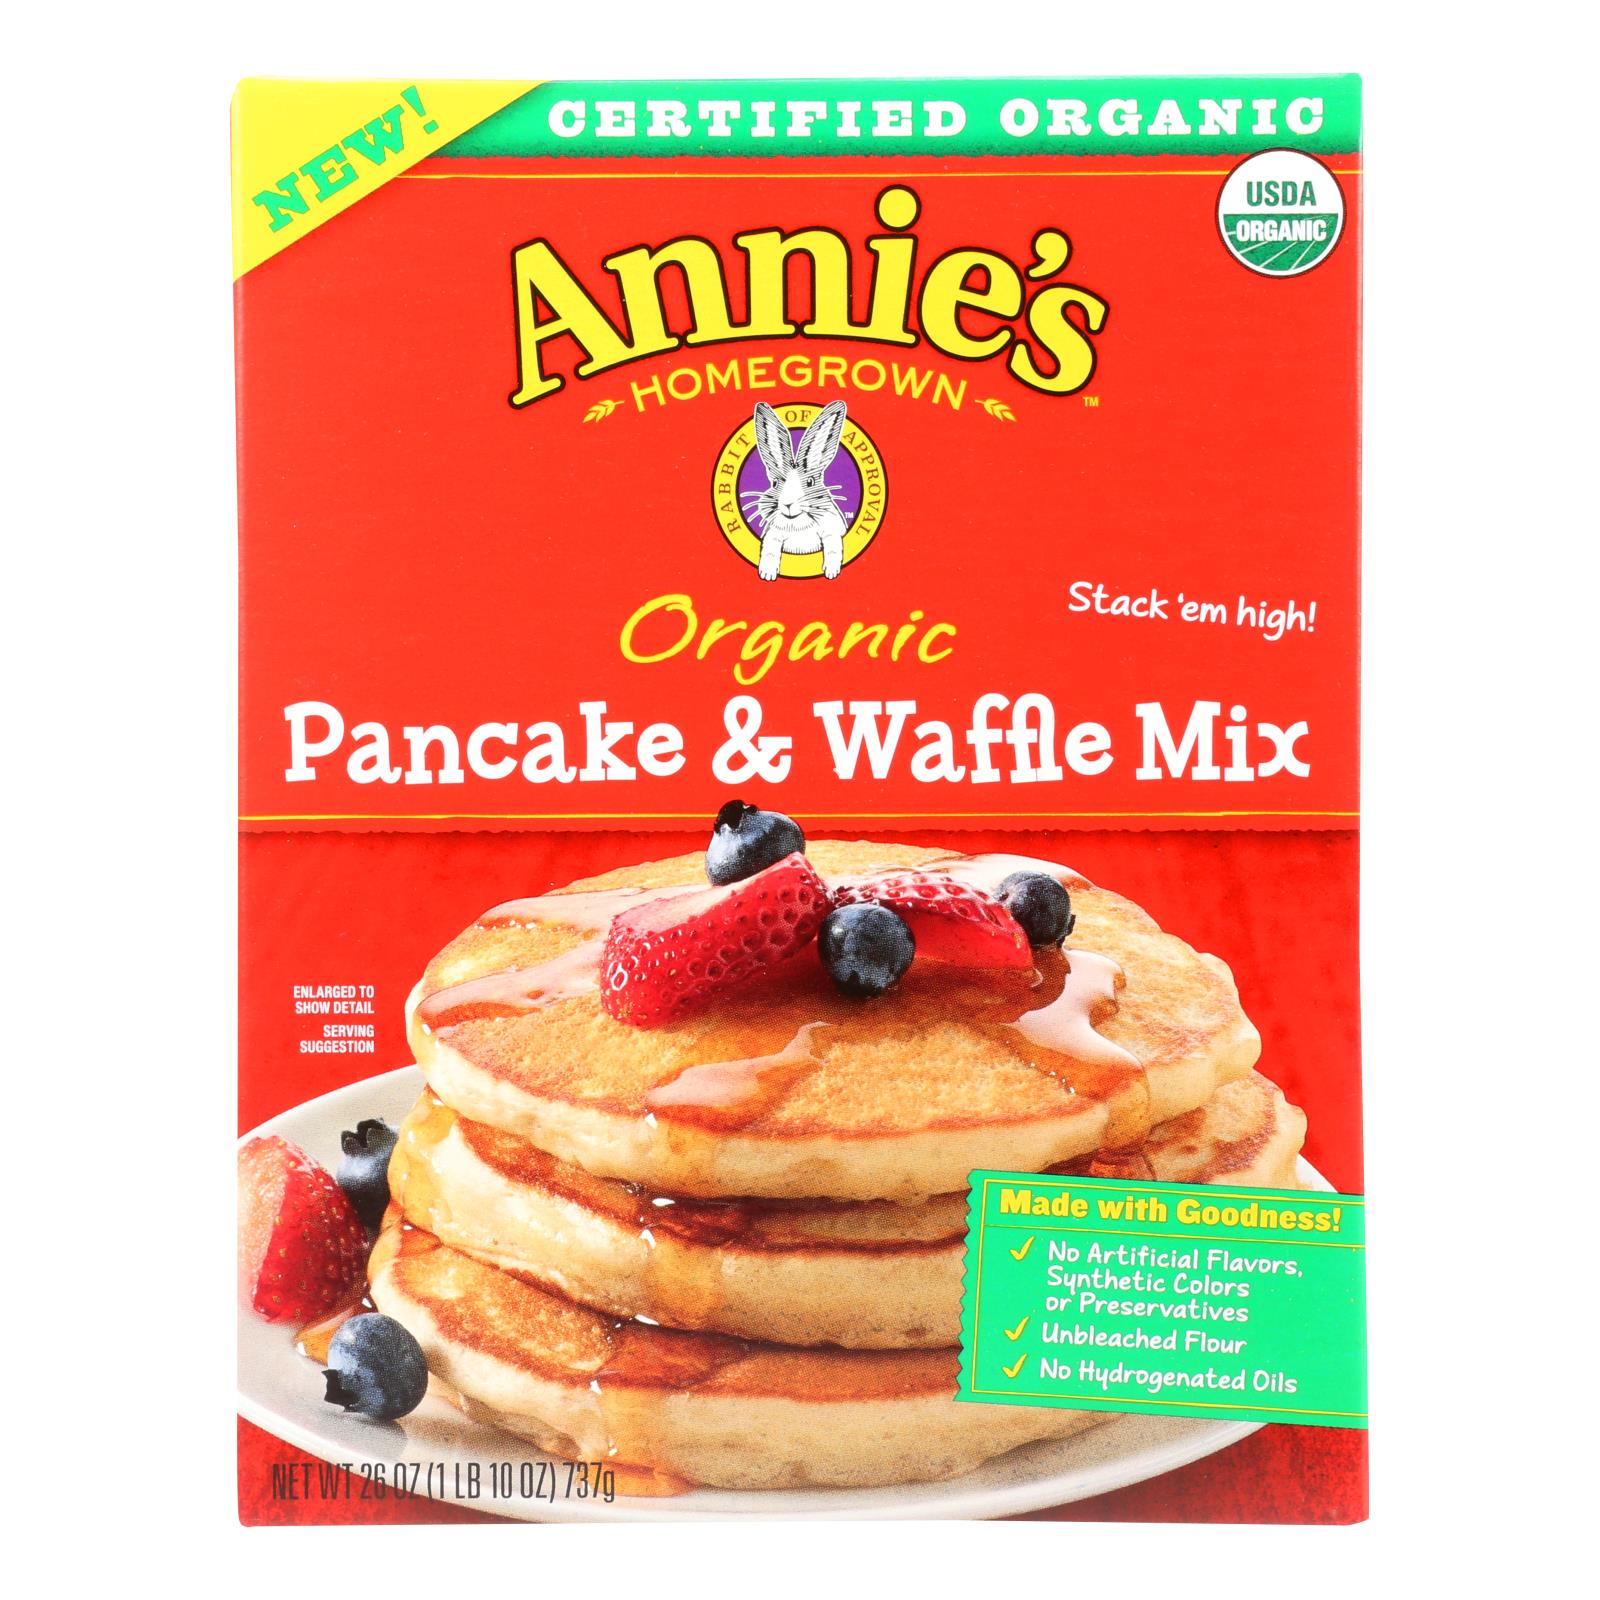 NEW!
CERTIFIED ORGANIC
USDA
ORGANIC
Annie's
HOMEGROWN
TM
RABBIT OF APPROVAL
TM
Stack 'em high!
Organic
Pancake & Waffle Mix
ENLARGED TO
SHOW DETAIL
SERVING
SUGGESTION
Made with Goodness!
✓ No Artificial Flavors,
Synthetic Colors
or Preservatives
✓ Unbleached Flour
✓ No Hydrogenated Oils
NET WT 26 OZ (1 LB 10 OZ) 737g